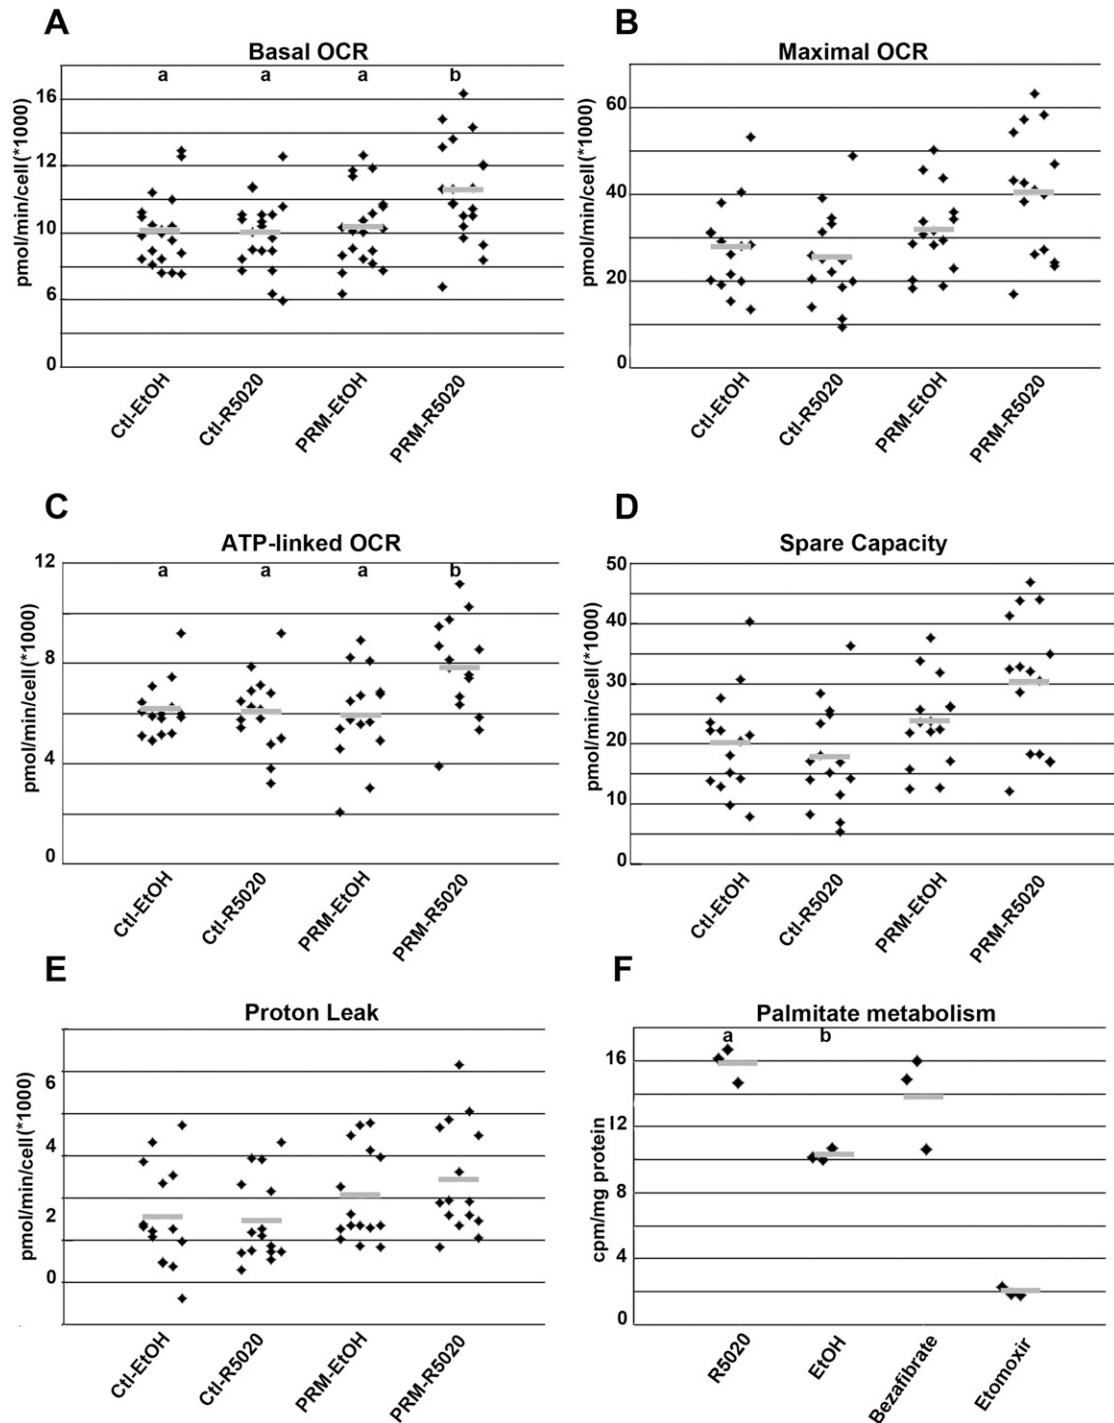 A
Basal OCR
a a a b
pmol/min/cell(*1000)
16
12
10
6
0
Ctl-EtOH
Ctl-R5020
PRM-EtOH
PRM-R5020
B
Maximal OCR
pmol/min/cell (*1000)
60
40
20
0
Ctl-EtOH
Ctl-R5020
PRM-EtOH
PRM-R5020
C
ATP-linked OCR
a a a b
pmol/min/cell(*1000)
12
8
4
0
Ctl-EtOH
Ctl-R5020
PRM-EtOH
PRM-R5020
D
Spare Capacity
pmol/min/cell (*1000)
50
40
30
20
10
0
Ctl-EtOH
Ctl-R5020
PRM-EtOH
PRM-R5020
E
Proton Leak
pmol/min/cell(*1000)
6
4
2
0
Ctl-EtOH
Ctl-R5020
PRM-EtOH
PRM-R5020
F
Palmitate metabolism
a b
cpm/mg protein
16
12
8
4
0
R5020
EtOH
Bezafibrate
Etomoxir